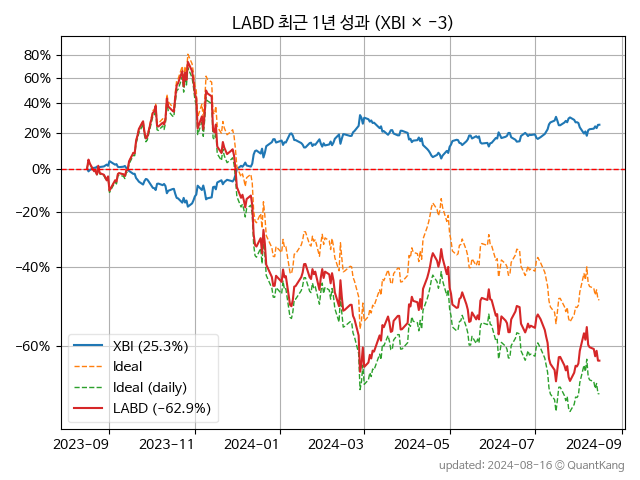 LABD 최근 1년 성과 (XBI × −3)
80%
60%
40%
20%
0%
−20%
−40%
−60%
XBI (25.3%)
Ideal
Ideal (daily)
LABD (−62.9%)
2023−09 2023−11 2024−01 2024−03 2024−05 2024−07 2024−09
updated: 2024-08-16 © QuantKang